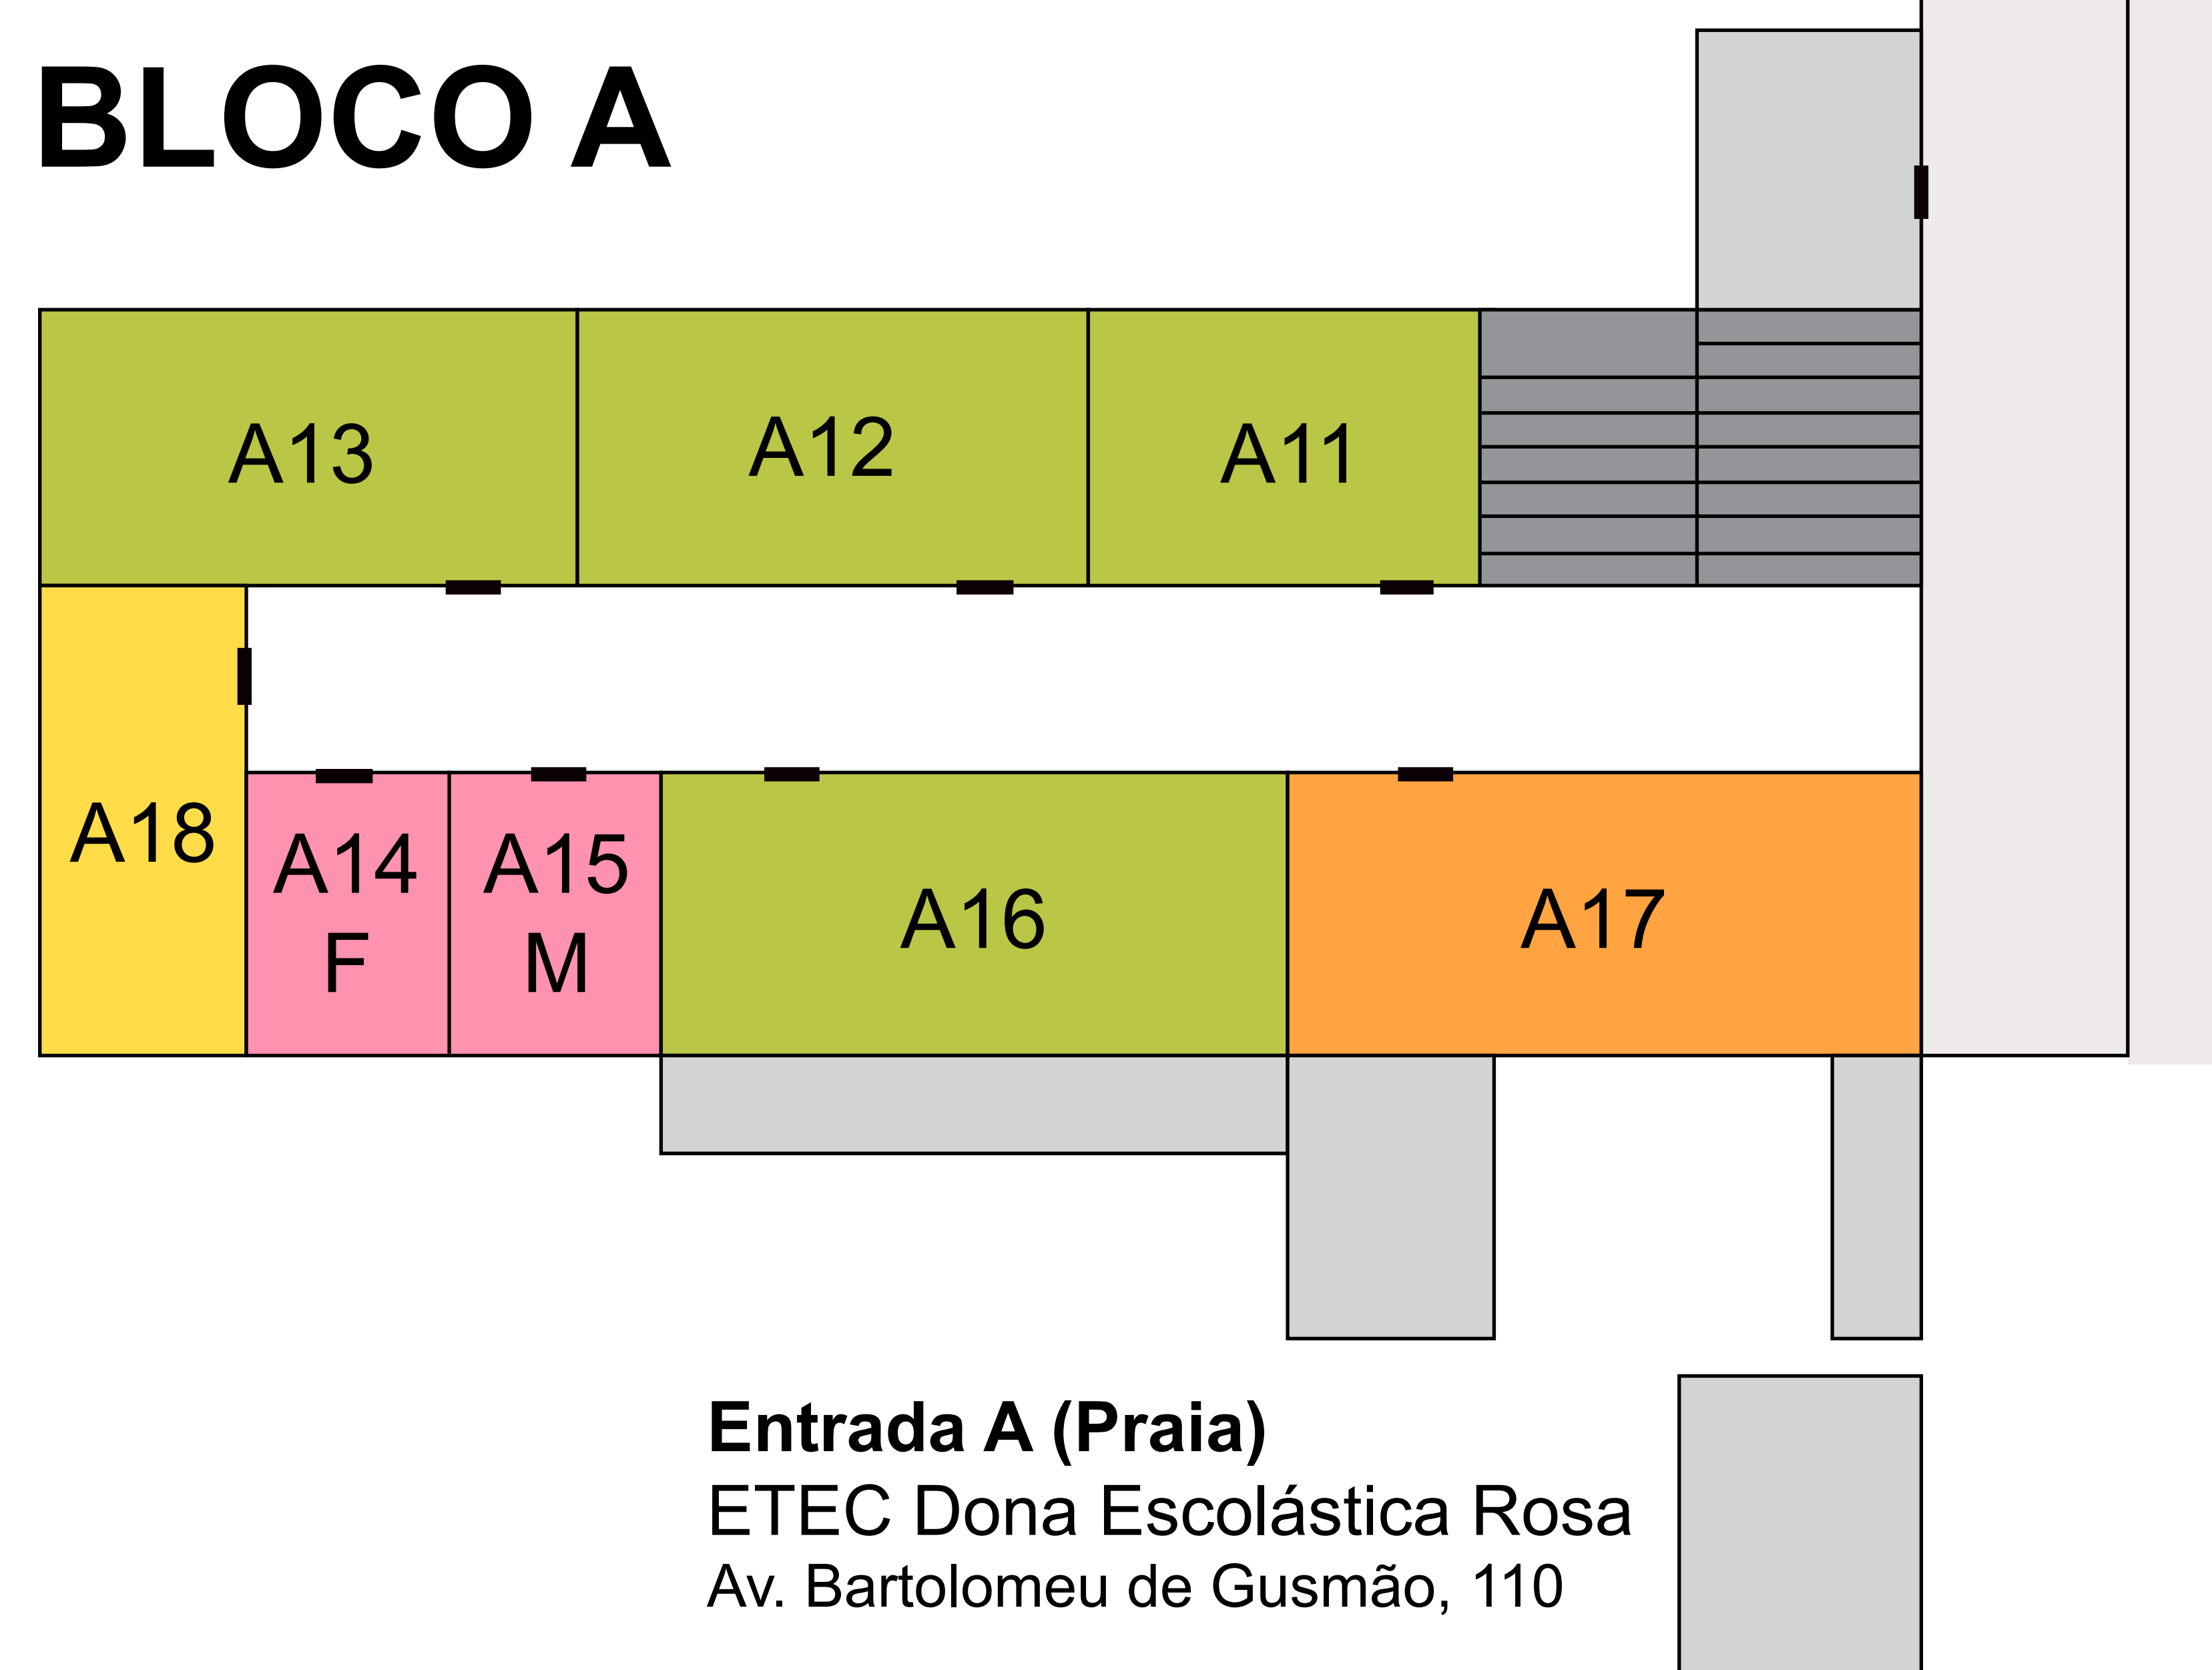 BLOCO A
A13
A12
A11
A18
A14
F
A15
M
A16
A17
Entrada A (Praia)
ETEC Dona Escolástica Rosa
Av. Bartolomeu de Gusmão, 110